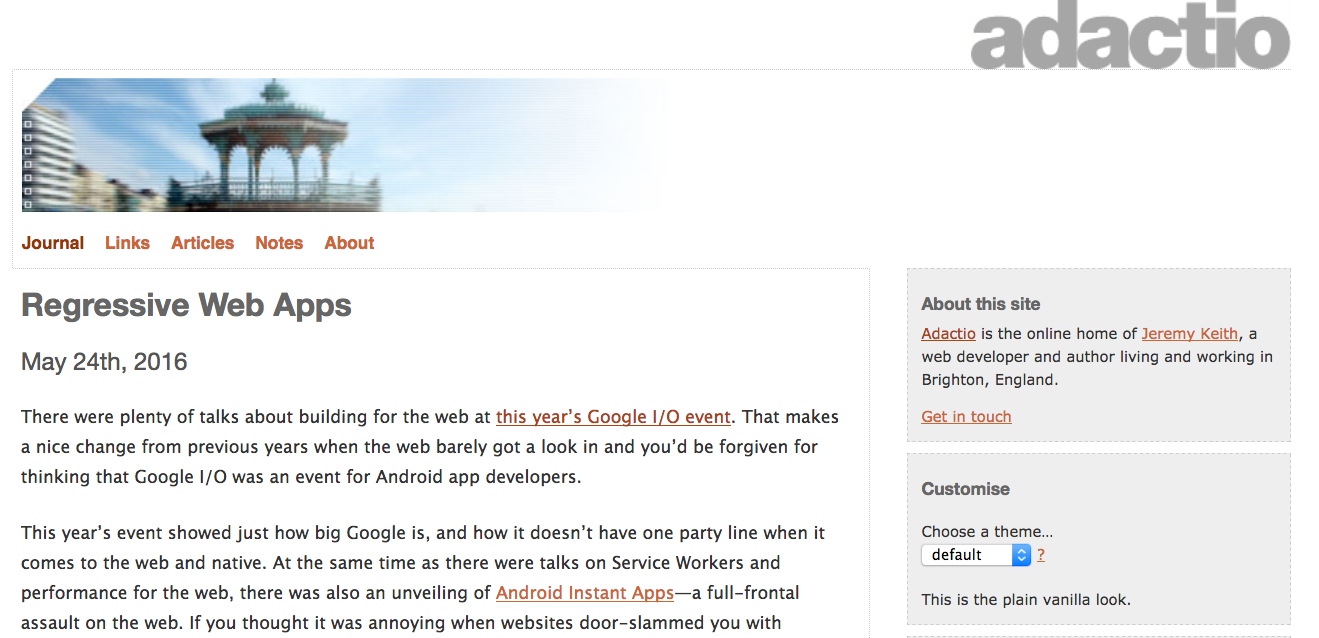 adactio
Journal Links Articles Notes About
Regressive Web Apps
May 24th, 2016
There were plenty of talks about building for the web at this year’s Google I/O event. That makes
a nice change from previous years when the web barely got a look in and you’d be forgiven for
thinking that Google I/O was an event for Android app developers.
This year’s event showed just how big Google is, and how it doesn’t have one party line when it
comes to the web and native. At the same time as there were talks on Service Workers and
performance for the web, there was also an unveiling of Android Instant Apps—a full-frontal
assault on the web. If you thought it was annoying when websites door-slammed you with
About this site
Adactio is the online home of Jeremy Keith, a
web developer and author living and working in
Brighton, England.
Get in touch
Customise
Choose a theme…
default ?
This is the plain vanilla look.